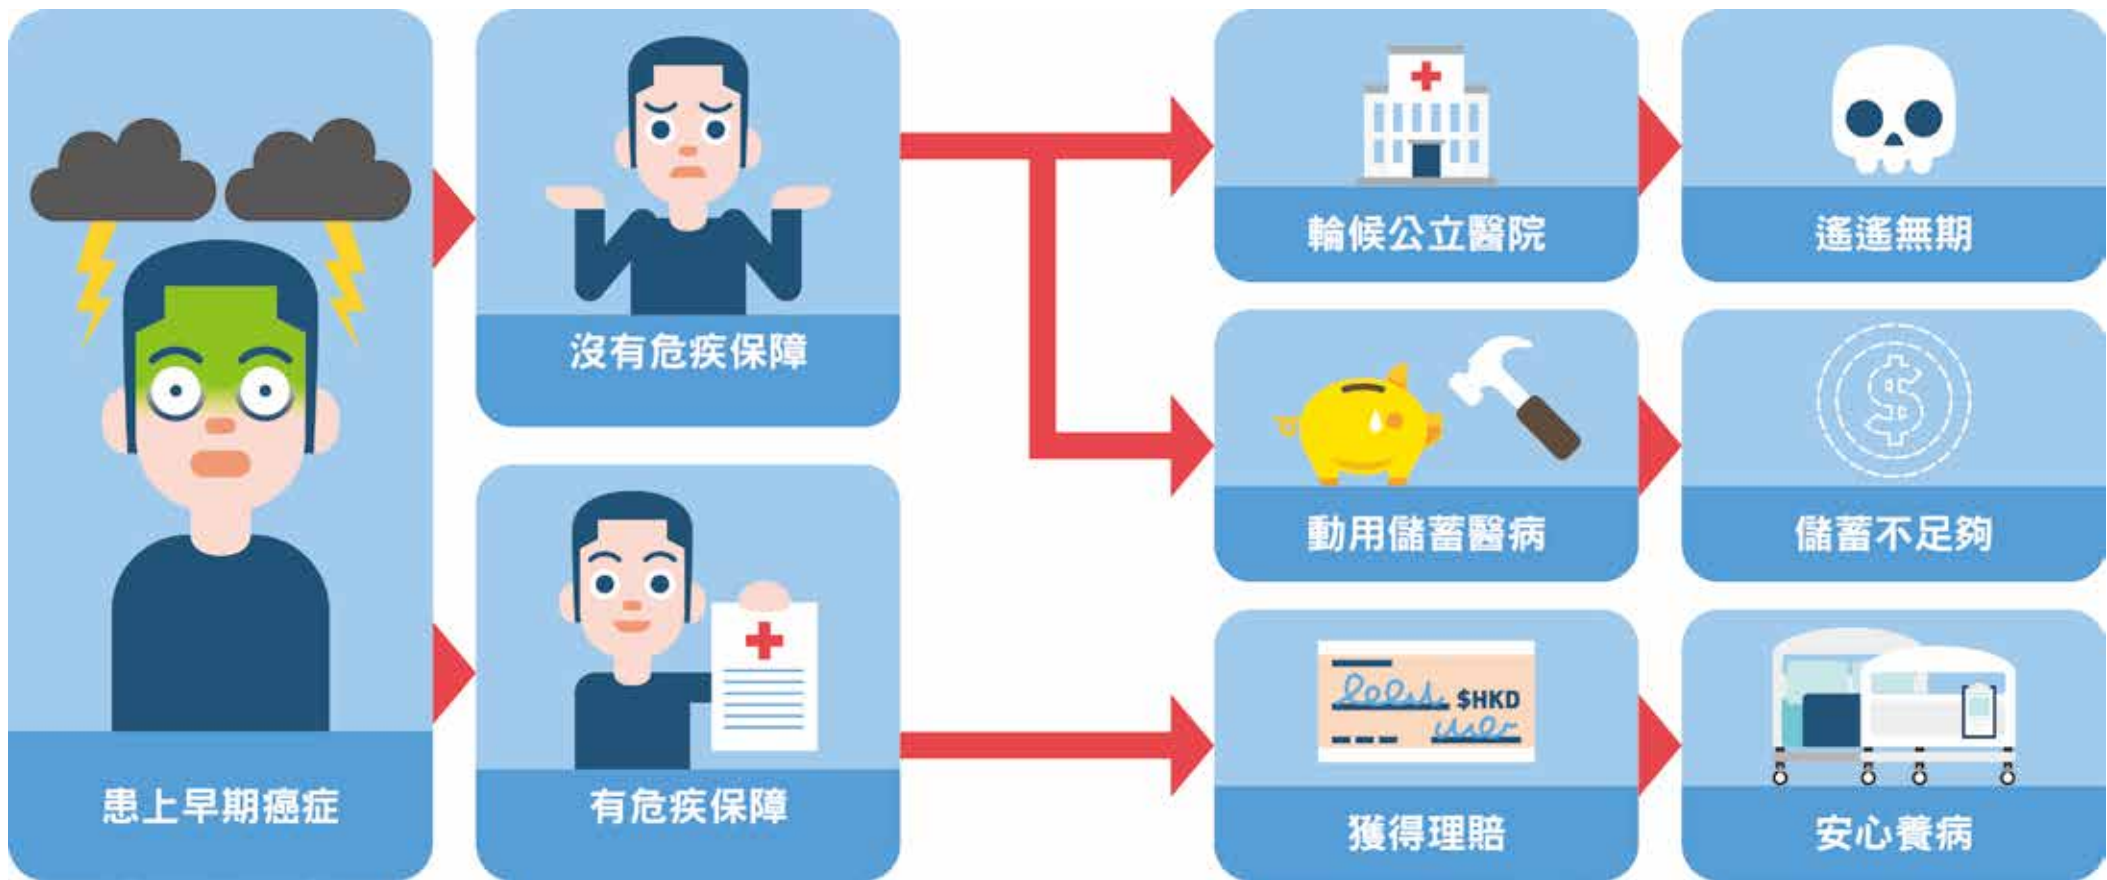 患上早期癌症
沒有危疾保障
有危疾保障
輪候公立醫院
遙遙無期
動用儲蓄醫病
儲蓄不足夠
$HKD
獲得理賠
安心養病